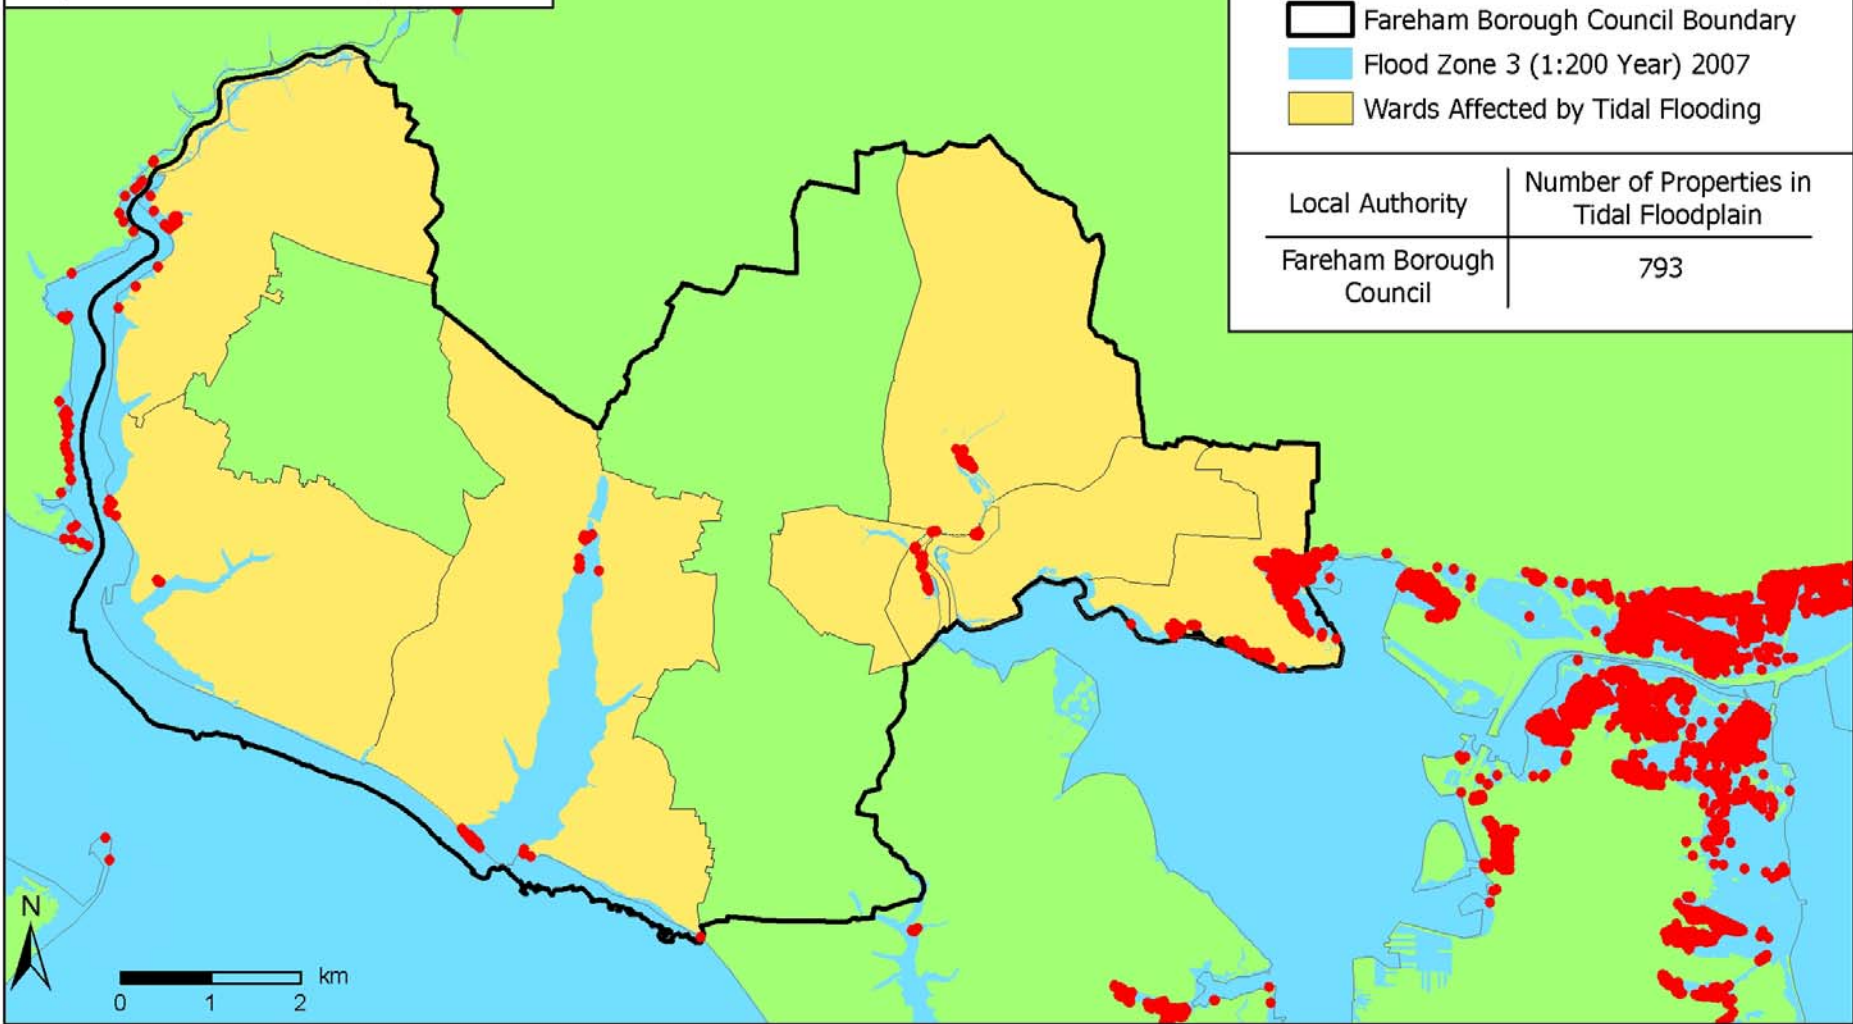 Fareham Borough Council Boundary
Flood Zone 3 (1:200 Year) 2007
Wards Affected by Tidal Flooding
Local Authority
Number of Properties in
Tidal Floodplain
Fareham Borough
Council
793
N
km
0 1 2